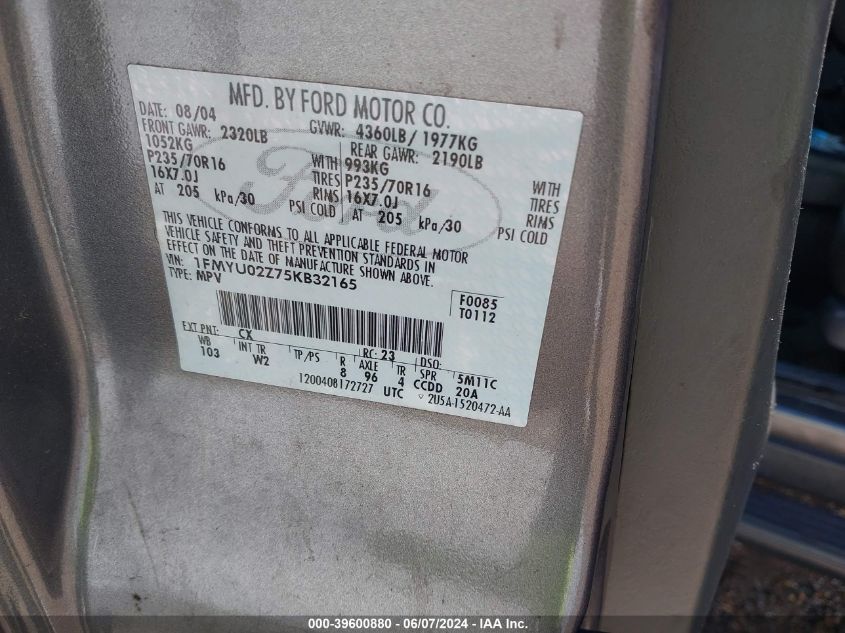 MFD. BY FORD MOTOR CO.
DATE: 08/04 GVWR: 4360LB / 1977KG
FRONT GAWR: 2320LB REAR GAWR: 2190LB
1052KG WITH 993KG WITH
P235/70R16 TIRES P235/70R16 TIRES
16X7.0J RIMS 16X7.0J RIMS
AT 205 kPa/30 PSI COLD AT 205 kPa/30 PSI COLD
Ford
THIS VEHICLE CONFORMS TO ALL APPLICABLE FEDERAL MOTOR
VEHICLE SAFETY AND THEFT PREVENTION STANDARDS IN
EFFECT ON THE DATE OF MANUFACTURE SHOWN ABOVE.
VIN: 1FMYU02Z75KB32165
TYPE: MPV
F0085
T0112
EXT PNT: CX RC: 23 DSO:
WB INT TR TP/PS R AXLE TR SPR 5M11C
103 W2 8 96 4 CCDD 20A
1200408172727 UTC ▽ 2U5A-1520472-AA
000-39600880 - 06/07/2024 - IAA Inc.